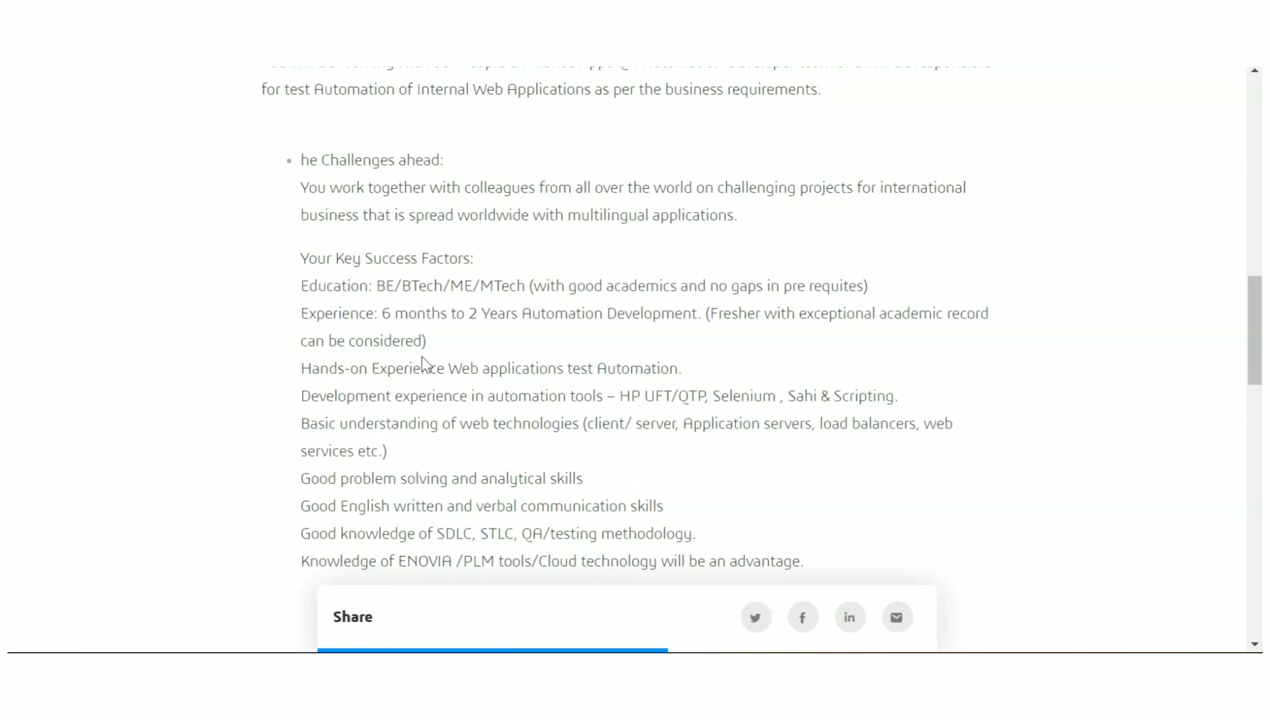 for test Automation of Internal Web Applications as per the business requirements.
he Challenges ahead:
You work together with colleagues from all over the world on challenging projects for international
business that is spread worldwide with multilingual applications.
Your Key Success Factors:
Education: BE/BTech/ME/MTech (with good academics and no gaps in pre requites)
Experience: 6 months to 2 Years Automation Development. (Fresher with exceptional academic record
can be considered)
Hands-on Experience Web applications test Automation.
Development experience in automation tools – HP UFT/QTP, Selenium , Sahi & Scripting.
Basic understanding of web technologies (client/ server, Application servers, load balancers, web
services etc.)
Good problem solving and analytical skills
Good English written and verbal communication skills
Good knowledge of SDLC, STLC, QA/testing methodology.
Knowledge of ENOVIA /PLM tools/Cloud technology will be an advantage.
Share